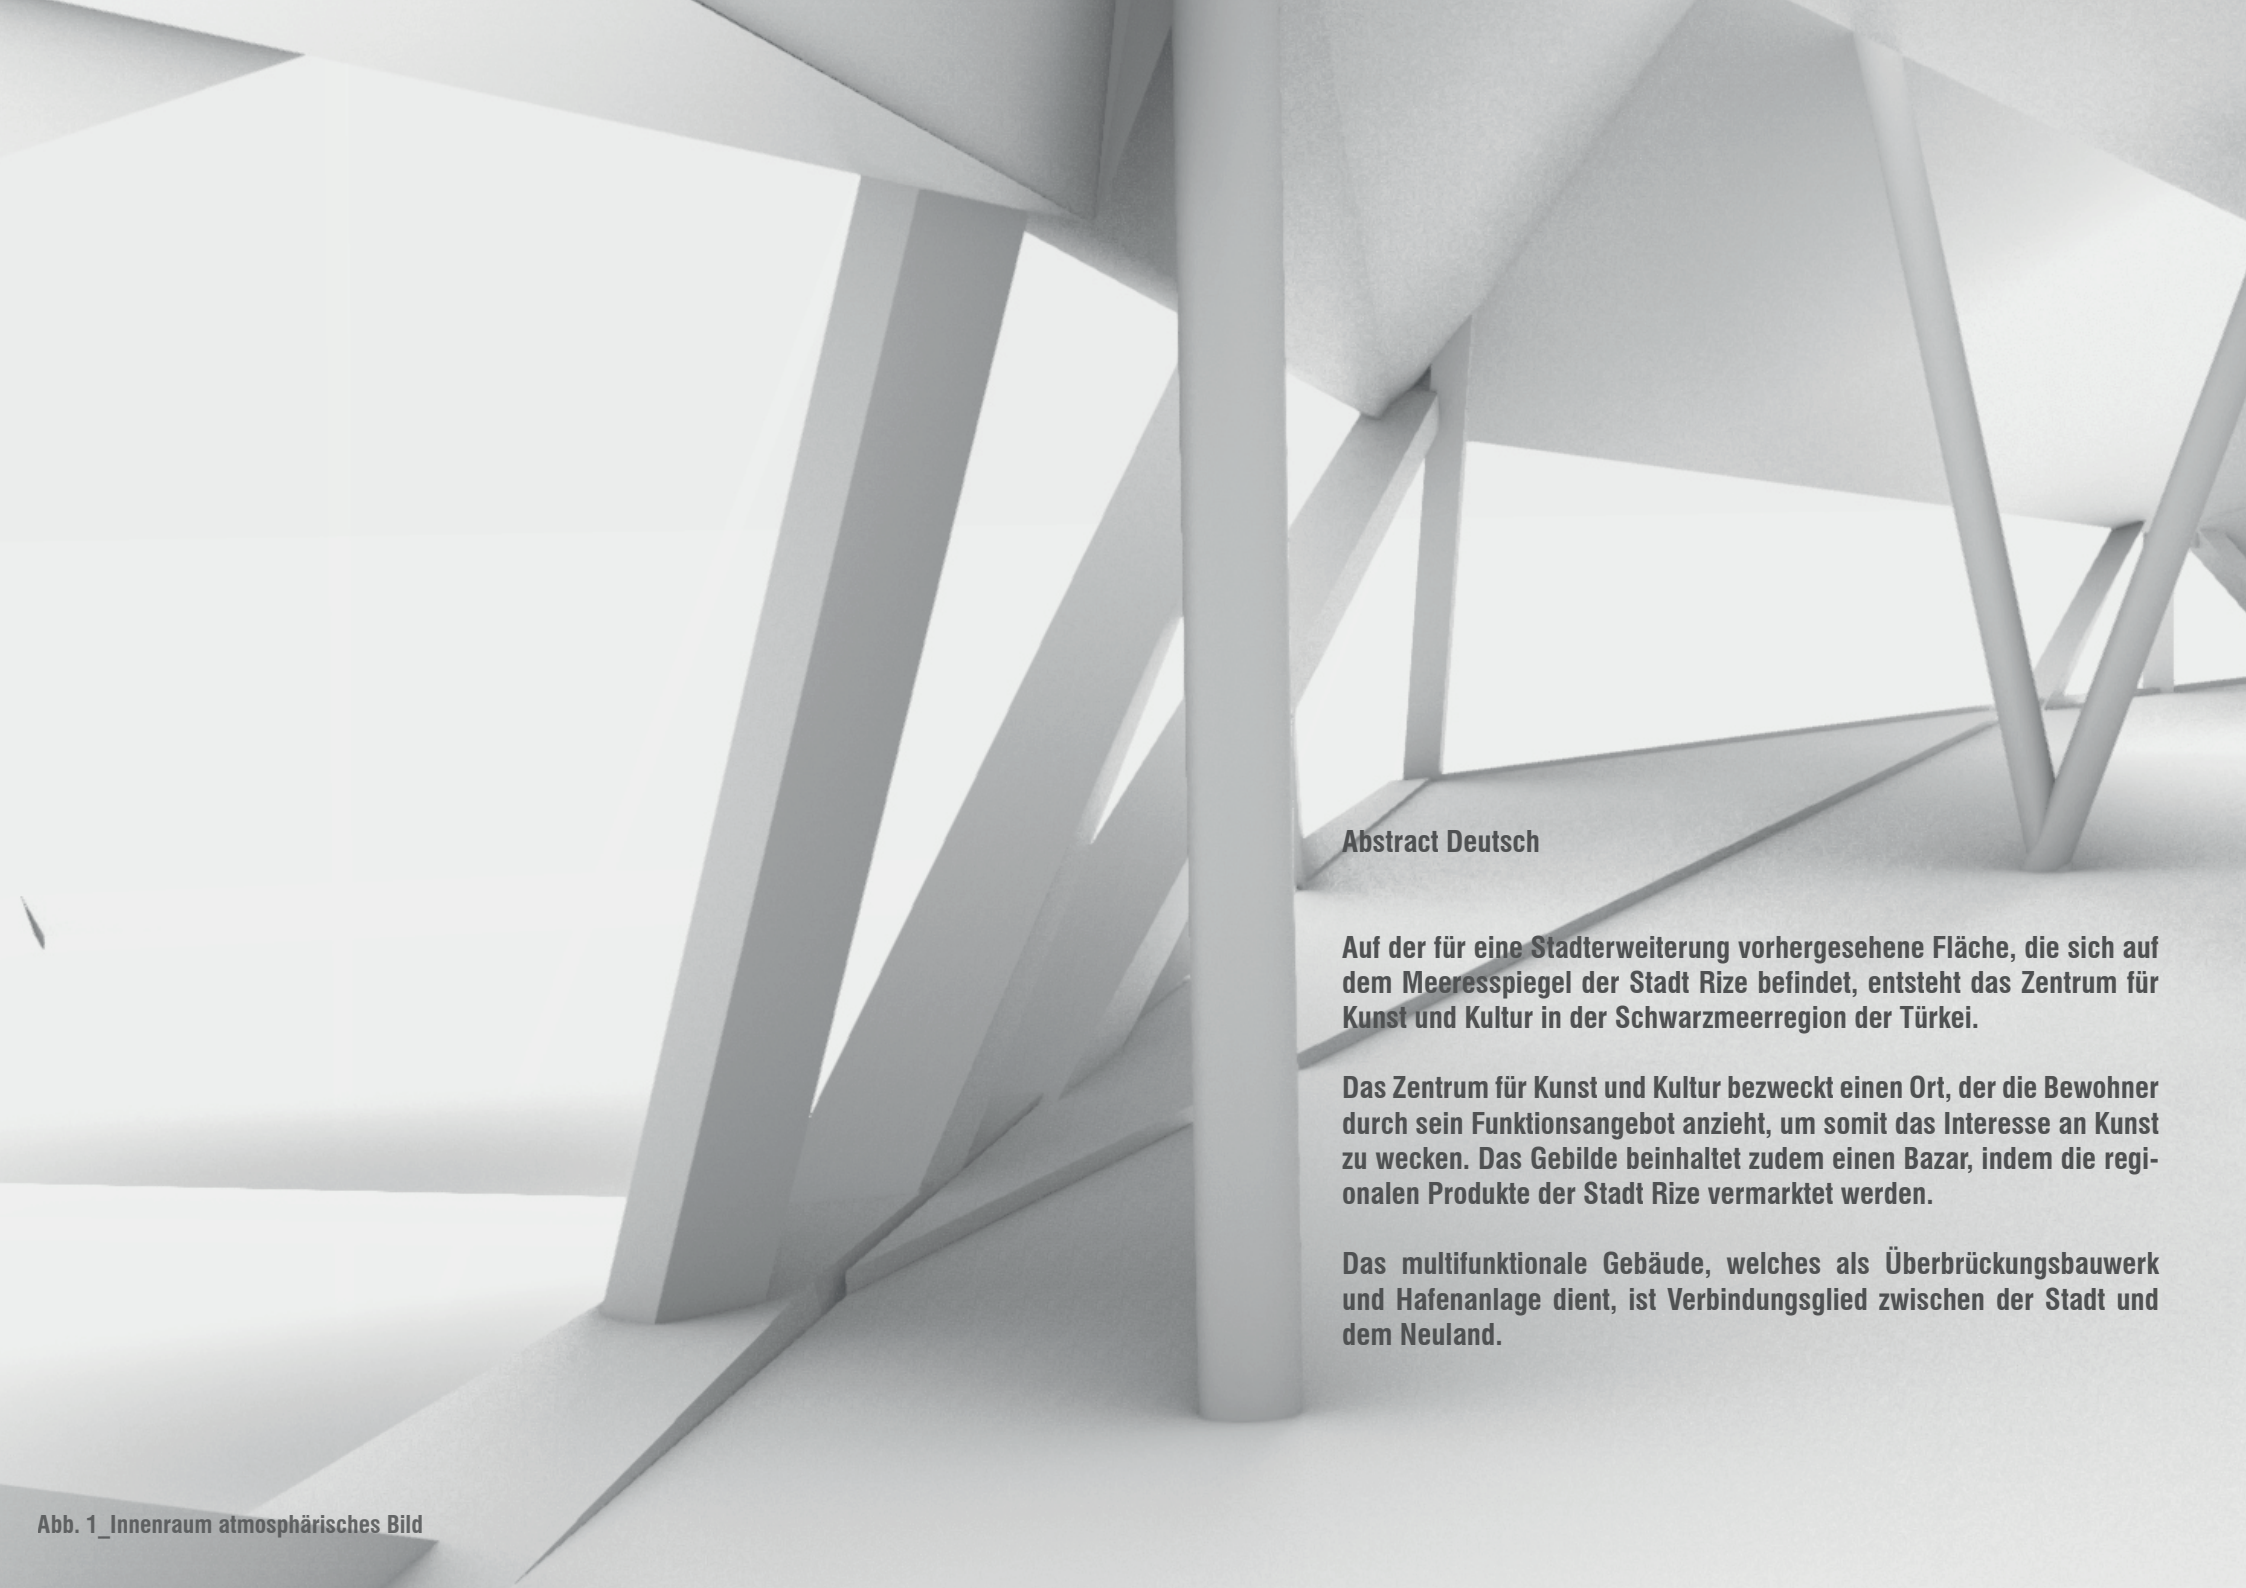 Abstract Deutsch
Auf der für eine Stadterweiterung vorhergesehene Fläche, die sich auf
dem Meeresspiegel der Stadt Rize befindet, entsteht das Zentrum für
Kunst und Kultur in der Schwarzmeerregion der Türkei.
Das Zentrum für Kunst und Kultur bezweckt einen Ort, der die Bewohner
durch sein Funktionsangebot anzieht, um somit das Interesse an Kunst
zu wecken. Das Gebilde beinhaltet zudem einen Bazar, indem die regi-
onalen Produkte der Stadt Rize vermarktet werden.
Das multifunktionale Gebäude, welches als Überbrückungsbauwerk
und Hafenanlage dient, ist Verbindungsglied zwischen der Stadt und
dem Neuland.
Abb. 1_Innenraum atmosphärisches Bild